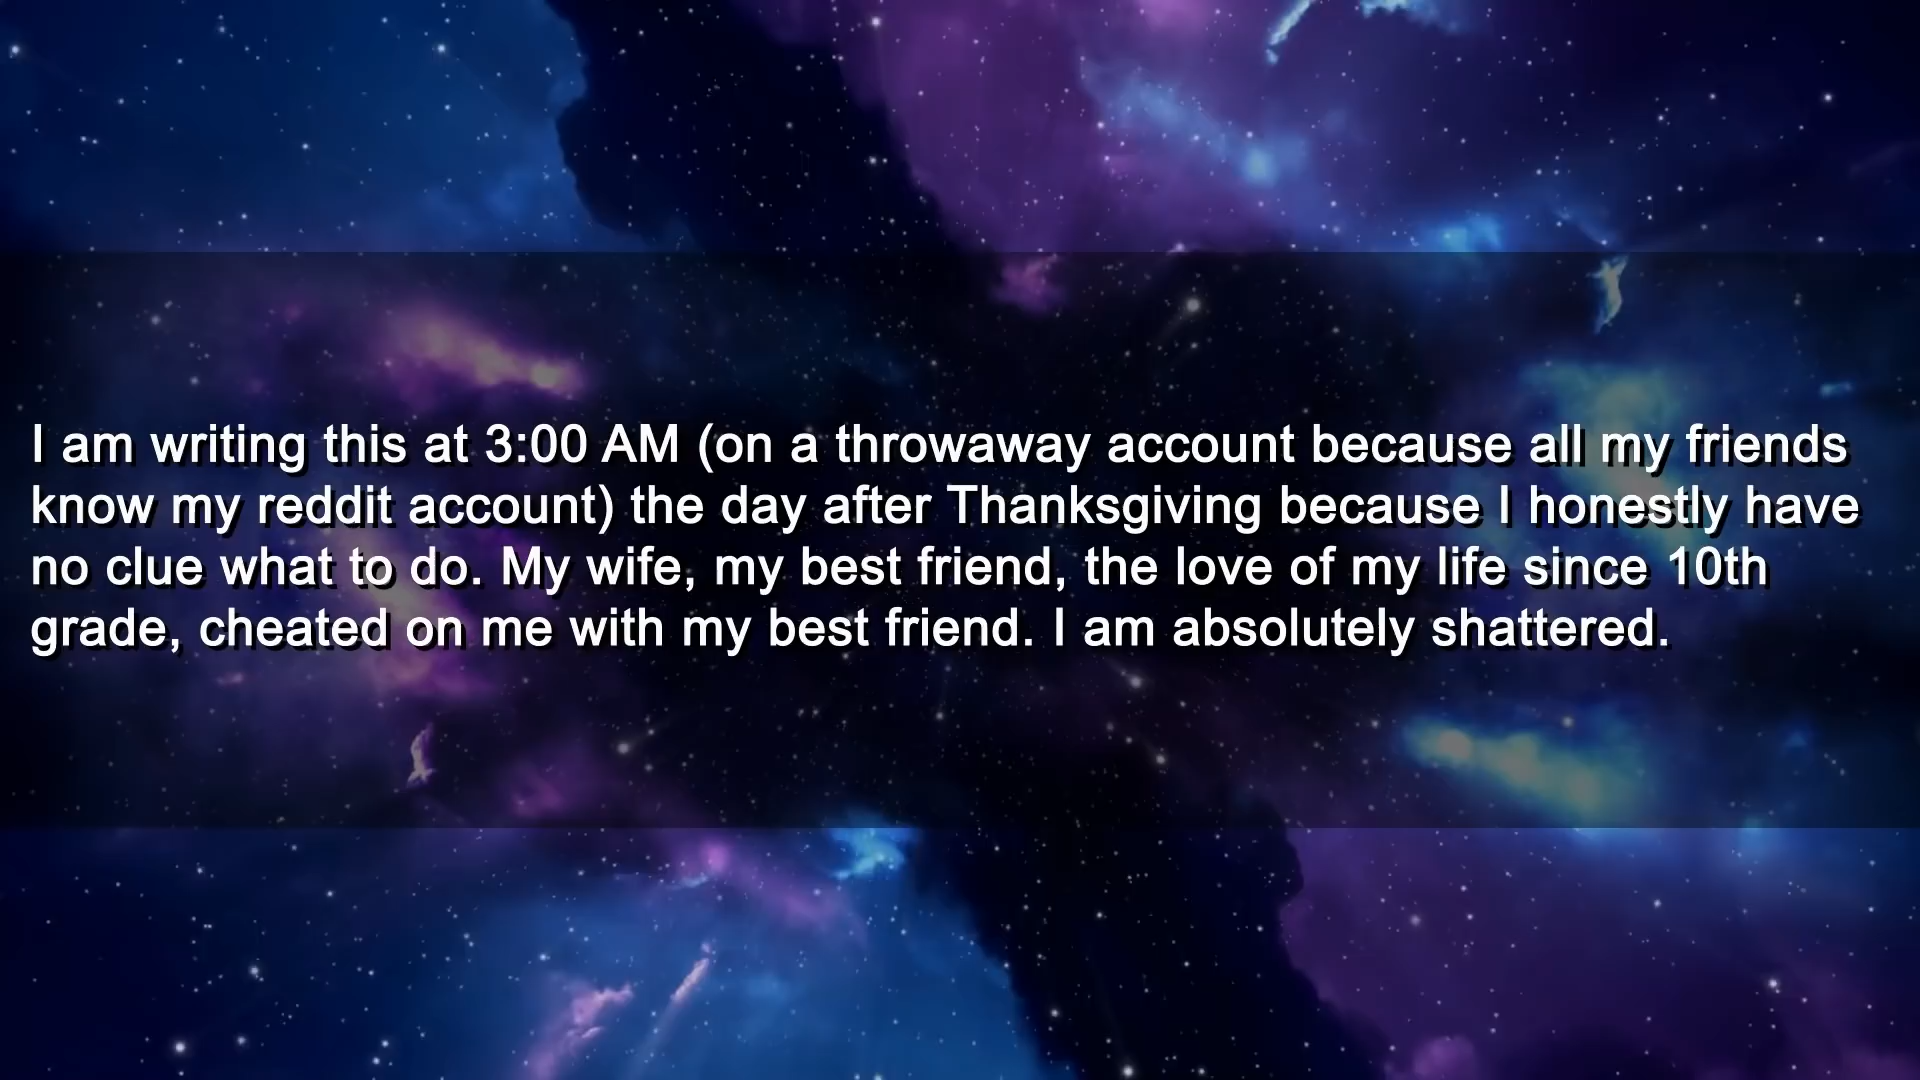 I am writing this at 3:00 AM (on a throwaway account because all my friends
know my reddit account) the day after Thanksgiving because I honestly have
no clue what to do. My wife, my best friend, the love of my life since 10th
grade, cheated on me with my best friend. I am absolutely shattered.